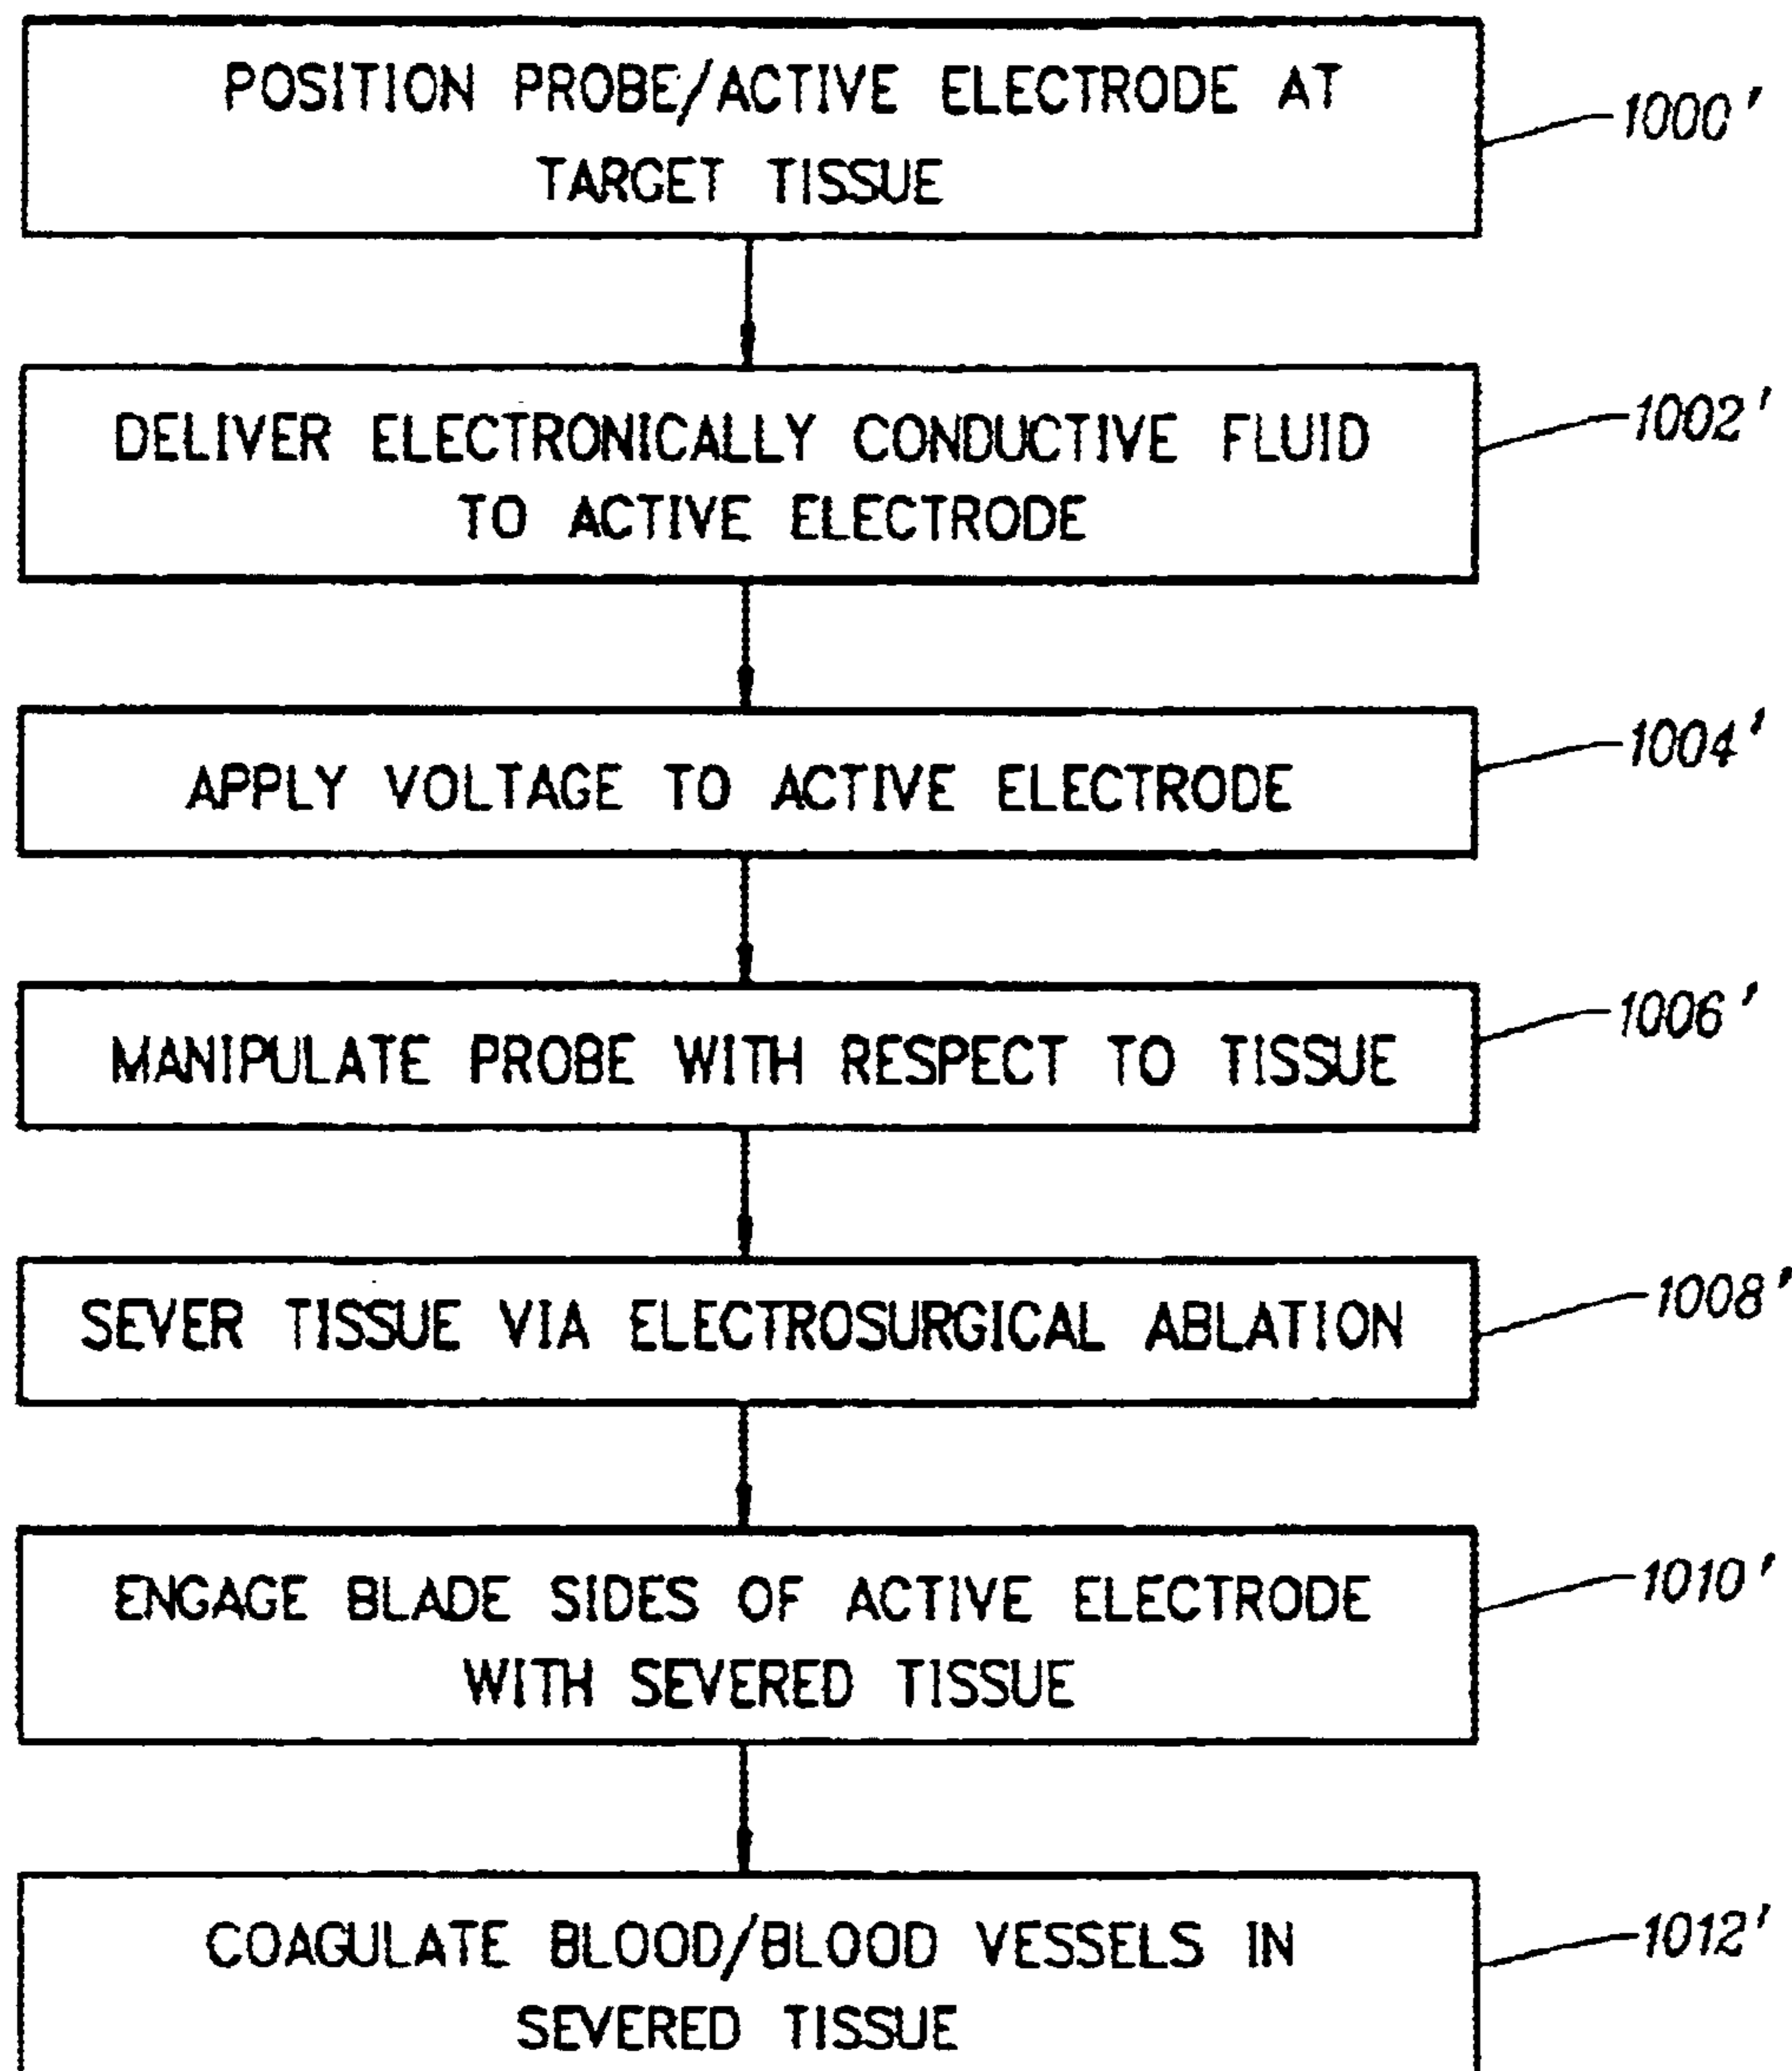 POSITION PROBE/ACTIVE ELECTRODE AT
TARGET TISSUE
1000'
DELIVER ELECTRONICALLY CONDUCTIVE FLUID
TO ACTIVE ELECTRODE
1002'
APPLY VOLTAGE TO ACTIVE ELECTRODE
1004'
MANIPULATE PROBE WITH RESPECT TO TISSUE
1006'
SEVER TISSUE VIA ELECTROSURGICAL ABLATION
1008'
ENGAGE BLADE SIDES OF ACTIVE ELECTRODE
WITH SEVERED TISSUE
1010'
COAGULATE BLOOD/BLOOD VESSELS IN
SEVERED TISSUE
1012'